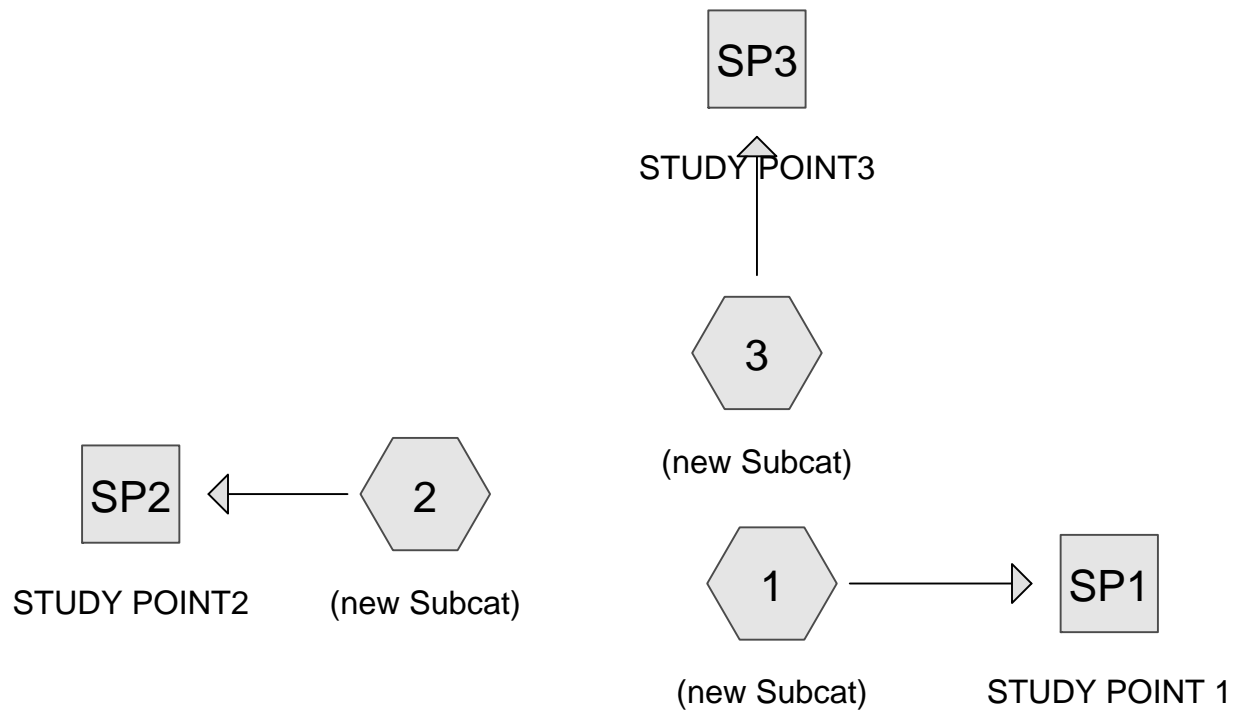 SP3
STUDY POINT3
3
(new Subcat)
SP2
2
STUDY POINT2
(new Subcat)
1
SP1
(new Subcat)
STUDY POINT 1